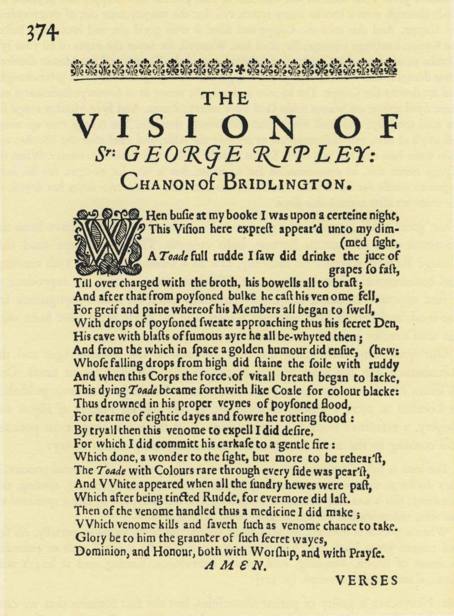 374
THE
VISION OF
Sr: GEORGE RIPLEY:
CHANON of BRIDLINGTON.
WHen busie at my booke I was upon a certeine night,
This Vision here exprest appear'd unto my dim-
(med sight,
A Toade full rudde I saw did drinke the juce of
grapes so fast,
Till over charged with the broth, his bowells all to brast;
And after that from poysoned bulke he cast his venome fell,
For greif and paine whereof his Members all began to swell,
With drops of poysoned sweate approaching thus his secret Den,
His cave with blasts of fumous ayre he all be-whyted then;
And from the which in space a golden humour did ensue,
(hew:
Whose falling drops from high did staine the soile with ruddy
And when this Corps the force of vitall breath began to lacke,
This dying Toade became forthwith like Coale for colour blacke:
Thus drowned in his proper veynes of poysoned flood,
For tearme of eightie dayes and fowre he rotting stood:
By tryall then this venome to expell I did desire,
For which I did committ his carkase to a gentle fire:
Which done, a wonder to the sight, but more to be rehear'st,
The Toade with Colours rare through every side was pear'st,
And VVhite appeared when all the sundry hewes were past,
Which after being tincted Rudde, for evermore did last.
Then of the venome handled thus a medicine I did make;
VVhich venome kills and saveth such as venome chance to take.
Glory be to him the graunter of such secret wayes,
Dominion, and Honour, both with Worship, and with Prayse.
AMEN.
VERSES